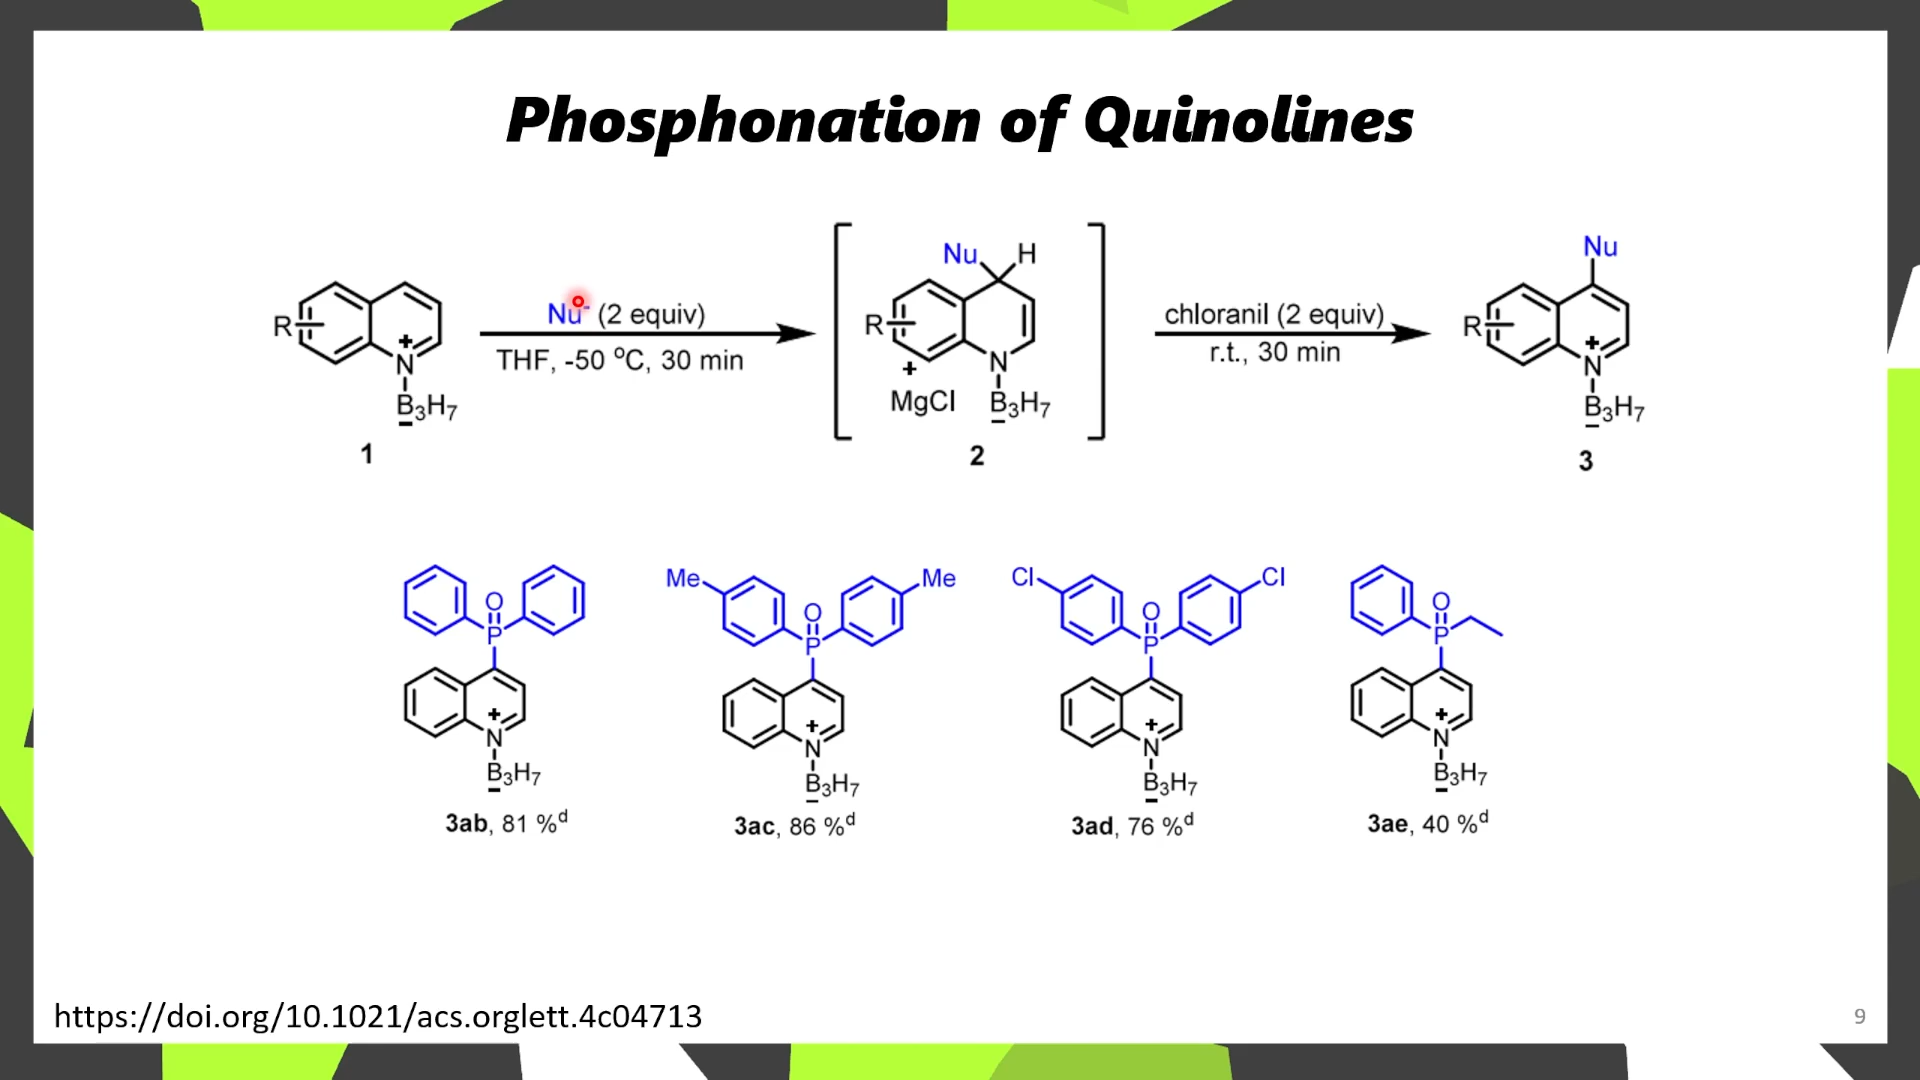 Phosphonation of Quinolines
R
N
+
B₃H₇
−
1
Nu⁻ (2 equiv)
THF, -50 ºC, 30 min
Nu
H
R
+
MgCl
N
B₃H₇
−
2
chloranil (2 equiv)
r.t., 30 min
Nu
R
+
N
B₃H₇
−
3
O
P
+
N
B₃H₇
−
3ab, 81 %ᵈ
Me
Me
O
P
+
N
B₃H₇
−
3ac, 86 %ᵈ
Cl
Cl
O
P
+
N
B₃H₇
−
3ad, 76 %ᵈ
O
P
+
N
B₃H₇
−
3ae, 40 %ᵈ
https://doi.org/10.1021/acs.orglett.4c04713
9